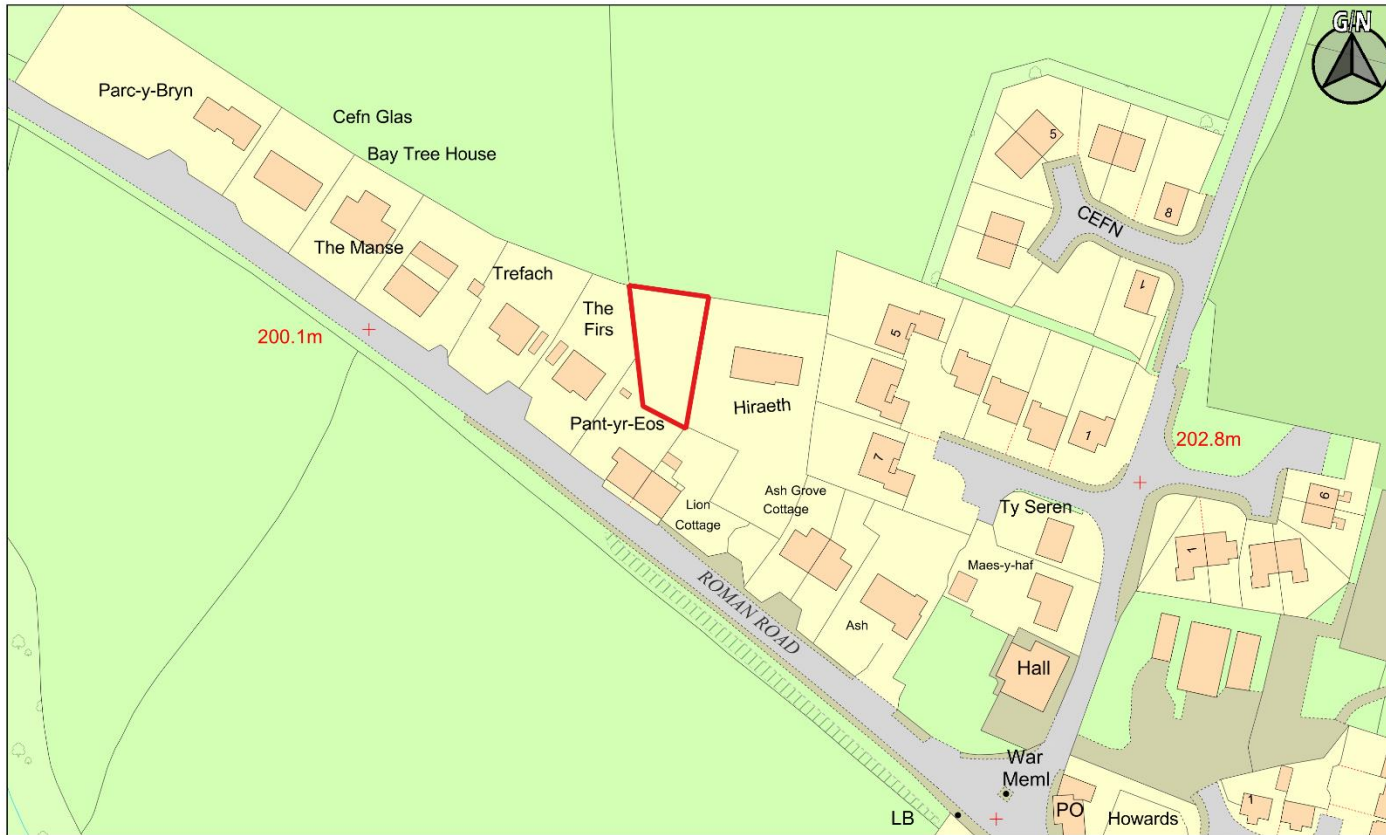 G/N
Parc-y-Bryn
Cefn Glas
Bay Tree House
The Manse
Trefach
The
Firs
200.1m
Pant-yr-Eos
Hiraeth
Lion
Cottage
Ash Grove
Cottage
Ash
ROMAN ROAD
5
8
CEFN
1
5
7
1
202.8m
Ty Seren
Maes-y-haf
6
1
Hall
War
Meml
LB
PO
Howards
1